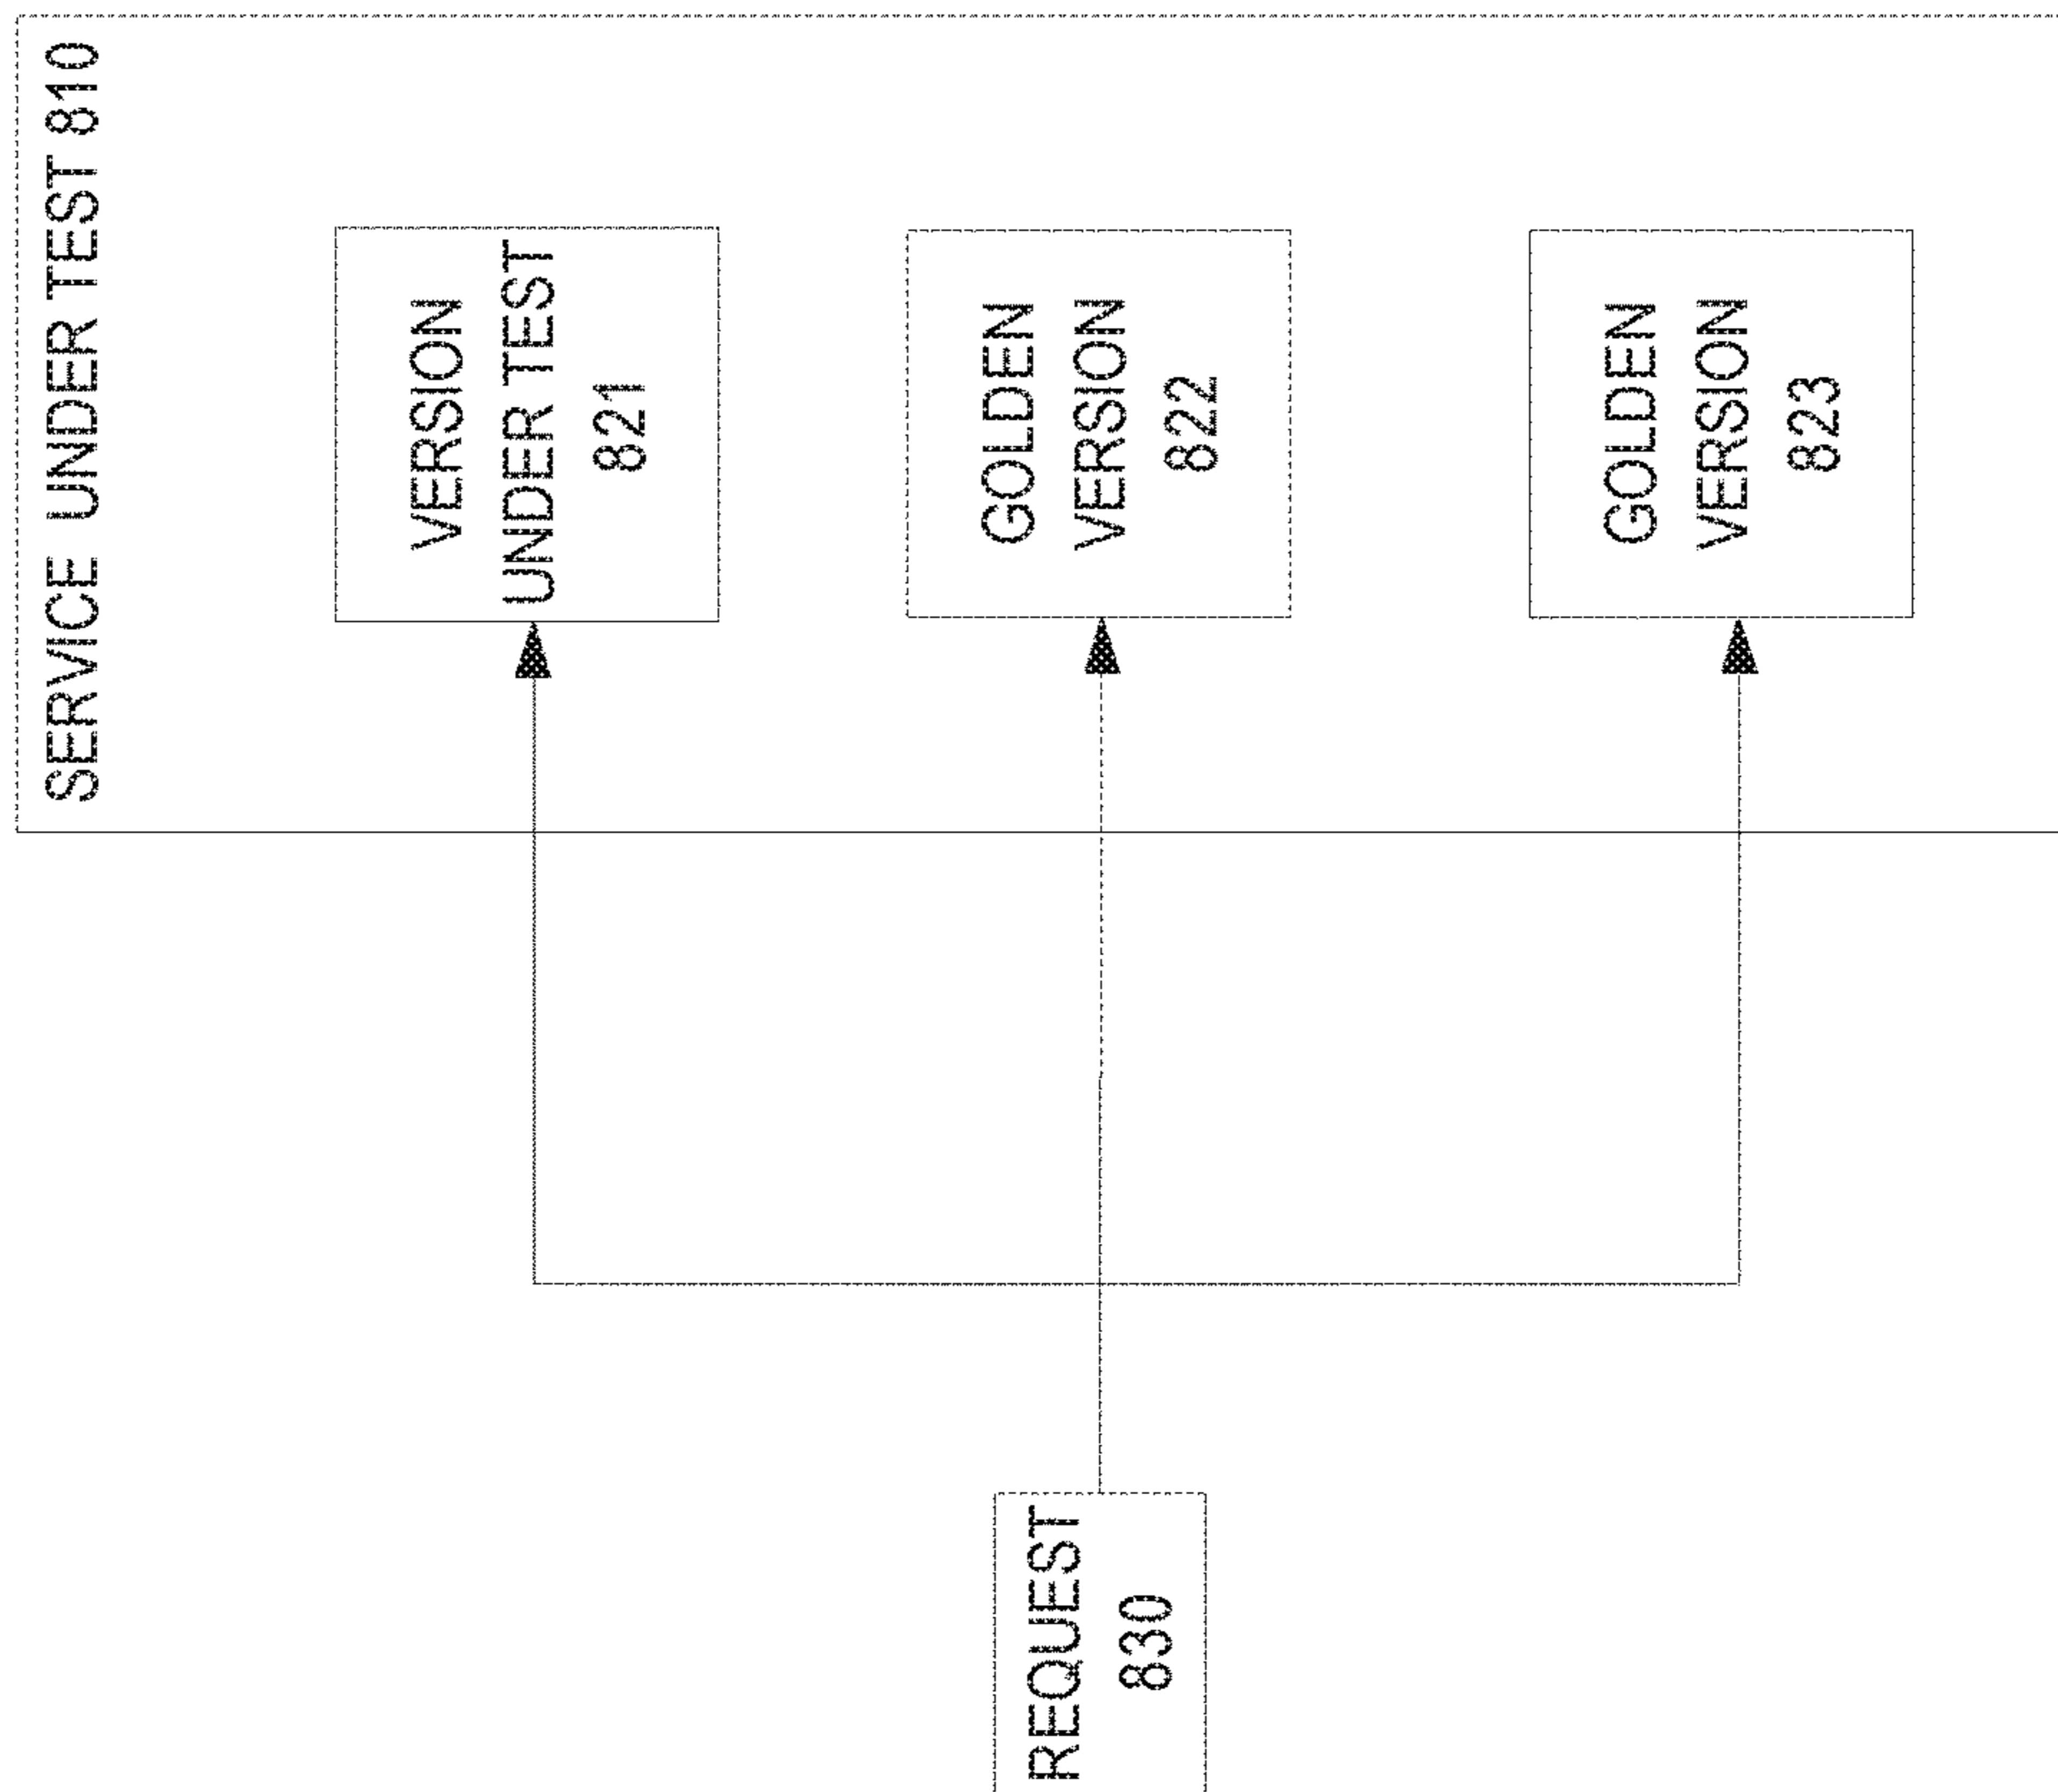 SERVICE UNDER TEST 810
VERSION
UNDER TEST
821
GOLDEN
VERSION
822
GOLDEN
VERSION
823
REQUEST
830